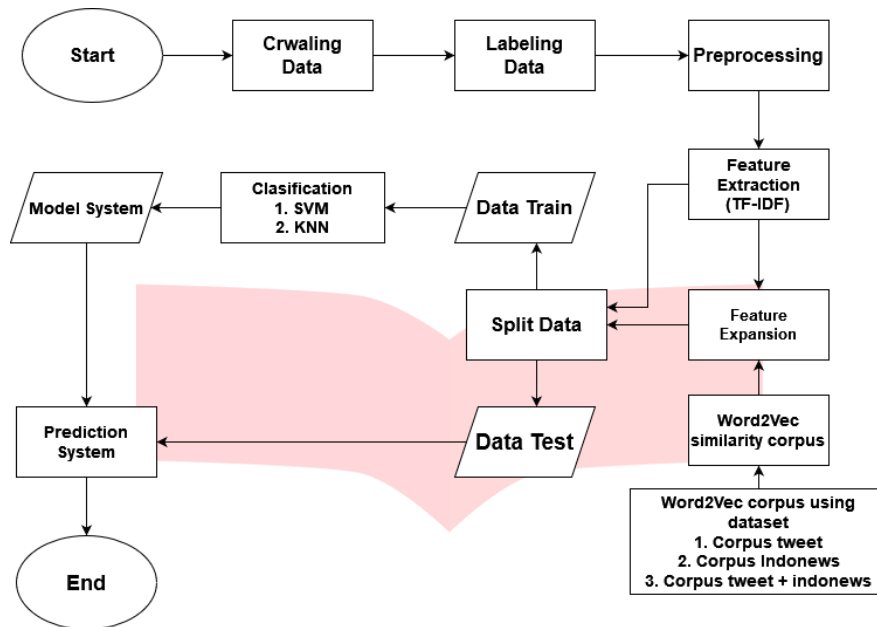 Start
Crwaling
Data
Labeling
Data
Preprocessing
Feature
Extraction
(TF-IDF)
Model System
Clasification
1. SVM
2. KNN
Data Train
Split Data
Feature
Expansion
Prediction
System
Data Test
Word2Vec
similarity corpus
Word2Vec corpus using
dataset
1. Corpus tweet
2. Corpus Indonews
3. Corpus tweet + indonews
End